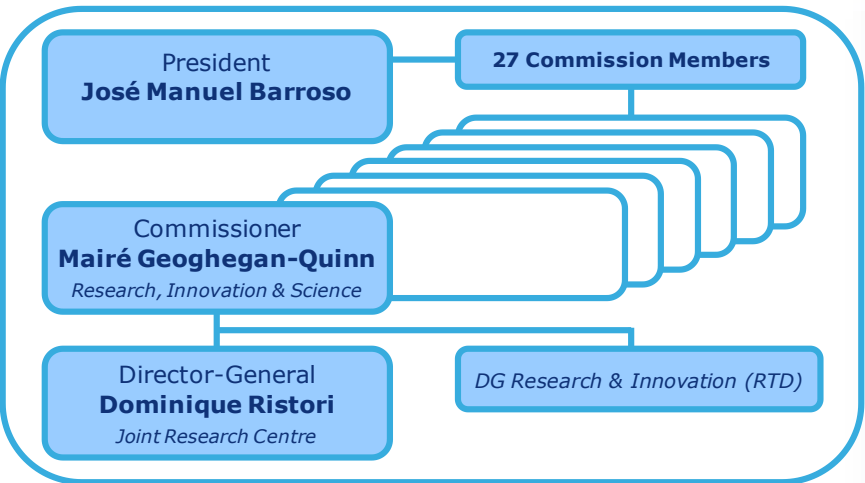 President
José Manuel Barroso
27 Commission Members
Commissioner
Mairé Geoghegan-Quinn
Research, Innovation & Science
Director-General
Dominique Ristori
Joint Research Centre
DG Research & Innovation (RTD)